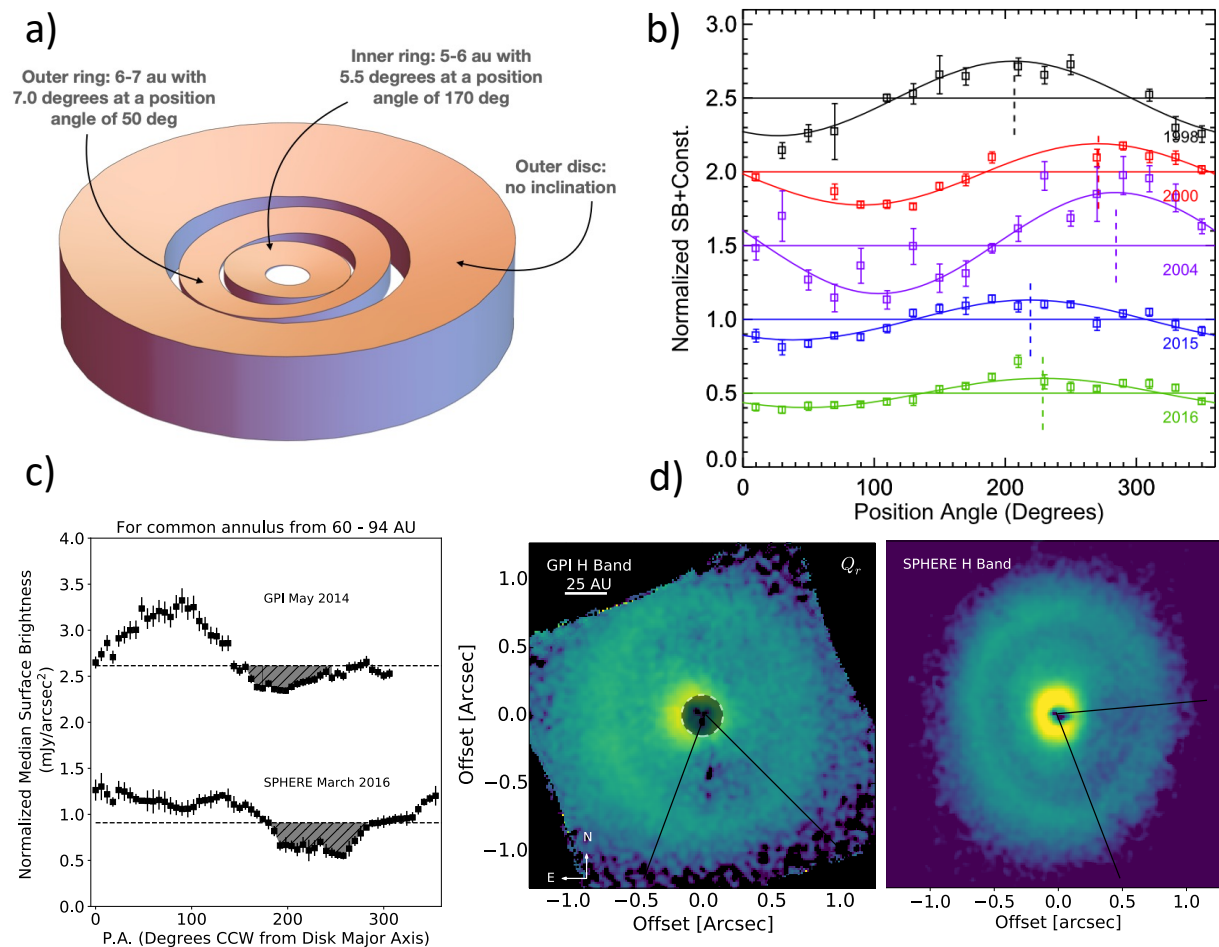 a)
Outer ring: 6-7 au with
7.0 degrees at a position
angle of 50 deg
Inner ring: 5-6 au with
5.5 degrees at a position
angle of 170 deg
Outer disc:
no inclination
b)
Normalized SB+Const.
3.0
2.5
2.0
1.5
1.0
0.5
0.0
1998
2000
2004
2015
2016
0
100
200
300
Position Angle (Degrees)
c)
For common annulus from 60 - 94 AU
Normalized Median Surface Brightness
(mJy/arcsec²)
4.0
3.5
3.0
2.5
2.0
1.5
1.0
0.5
0.0
GPI May 2014
SPHERE March 2016
0
100
200
300
P.A. (Degrees CCW from Disk Major Axis)
d)
GPI H Band
25 AU
Qr
Offset [Arcsec]
1.0
0.5
0.0
−0.5
−1.0
N
E
−1.0
−0.5
0.0
0.5
1.0
Offset [Arcsec]
SPHERE H Band
−1.0
−0.5
0.0
0.5
1.0
Offset [arcsec]